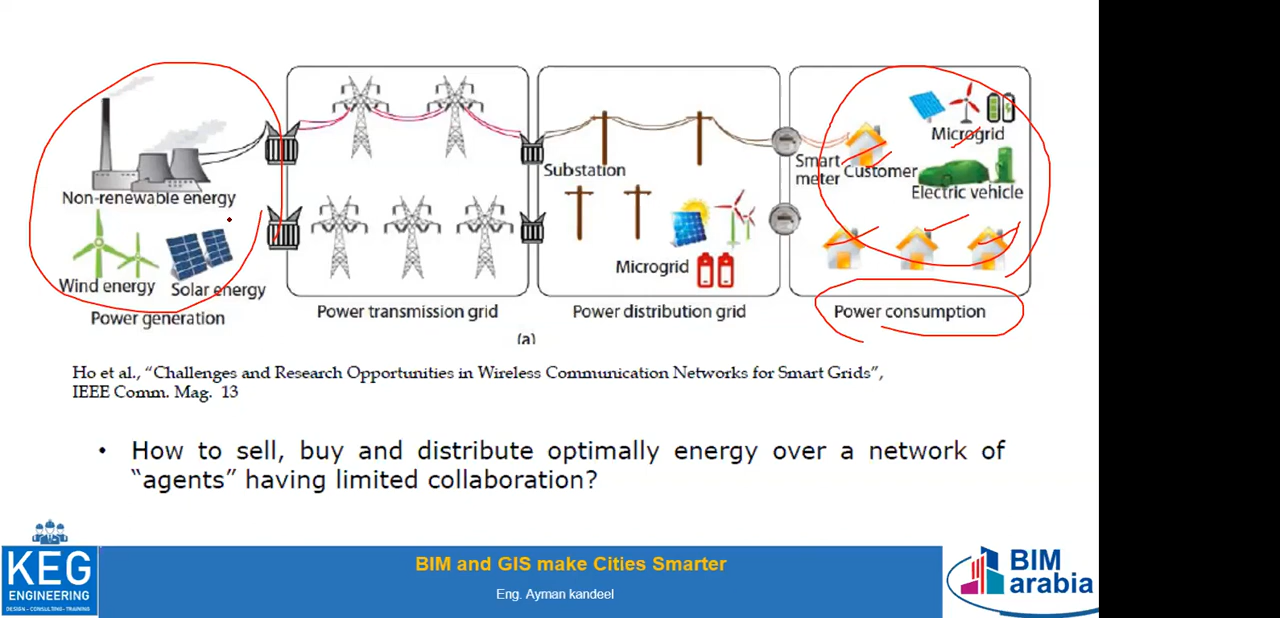 Non-renewable energy
Wind energy
Solar energy
Power generation
Power transmission grid
Substation
Microgrid
Power distribution grid
Smart
meter
Customer
Microgrid
Electric vehicle
Power consumption
(a)
Ho et al., “Challenges and Research Opportunities in Wireless Communication Networks for Smart Grids”,
IEEE Comm. Mag. 13
• How to sell, buy and distribute optimally energy over a network of
“agents” having limited collaboration?
KEG
ENGINEERING
DESIGN - CONSULTING - TRAINING
BIM and GIS make Cities Smarter
Eng. Ayman kandeel
BIM
arabia